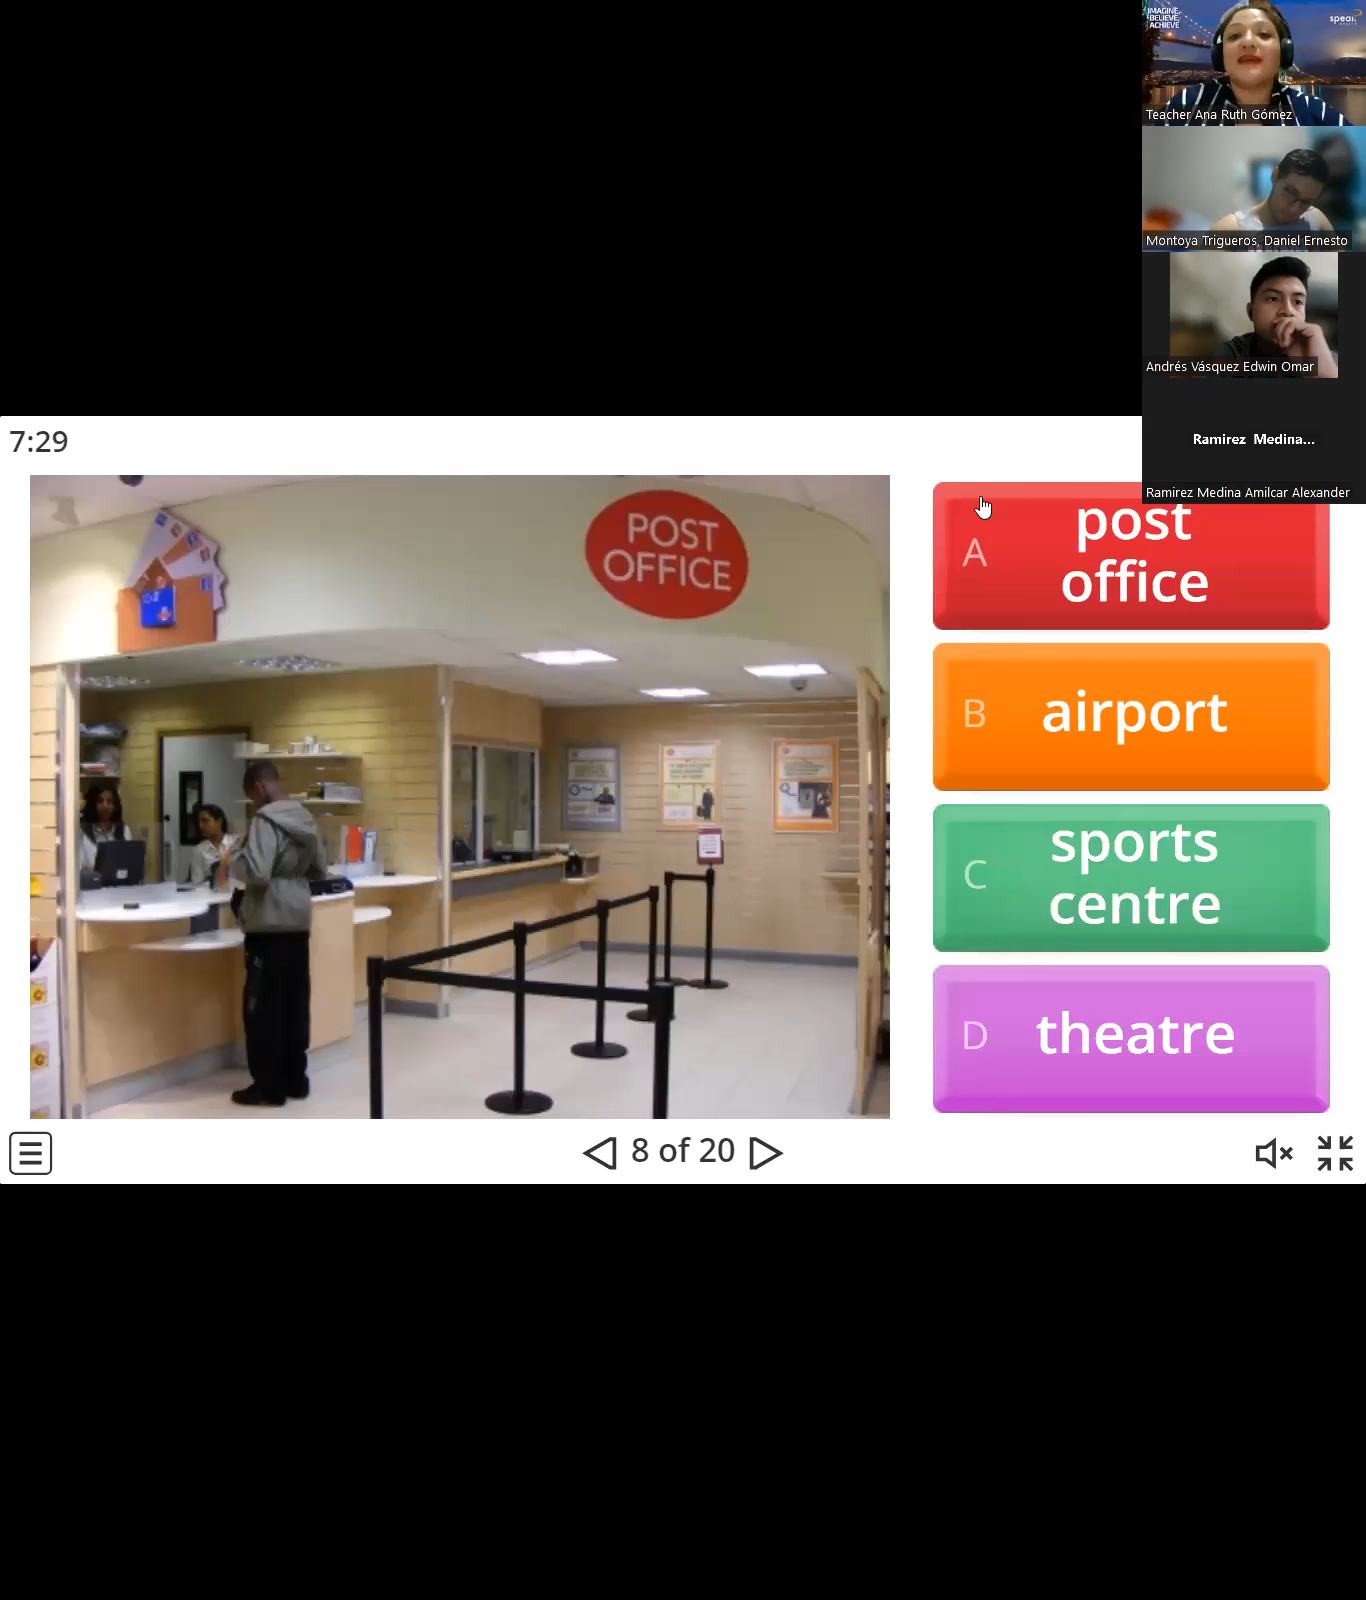 IMAGINE,
BELIEVE,
ACHIEVE
speak
Teacher Ana Ruth Gómez
Montoya Trigueros, Daniel Ernesto
Andrés Vásquez Edwin Omar
Ramirez Medina...
Ramirez Medina Amilcar Alexander
7:29
POST
OFFICE
A
post
office
B
airport
C
sports
centre
D
theatre
8 of 20